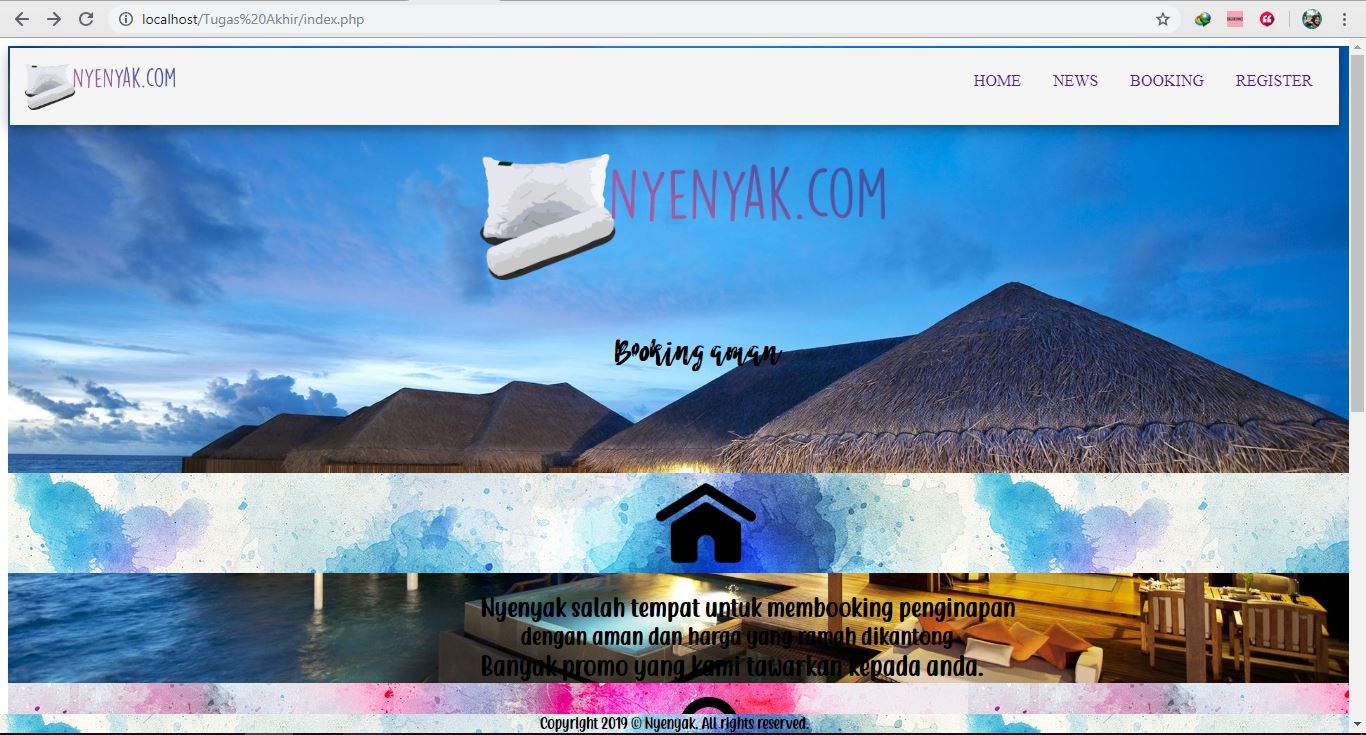 localhost/Tugas%20Akhir/index.php
NYENYAK.COM
HOME NEWS BOOKING REGISTER
NYENYAK.COM
Booking aman
Nyenyak salah tempat untuk membooking penginapan
dengan aman dan harga yang ramah dikantong
Banyak promo yang kami tawarkan kepada anda.
Copyright 2019 © Nyenyak. All rights reserved.